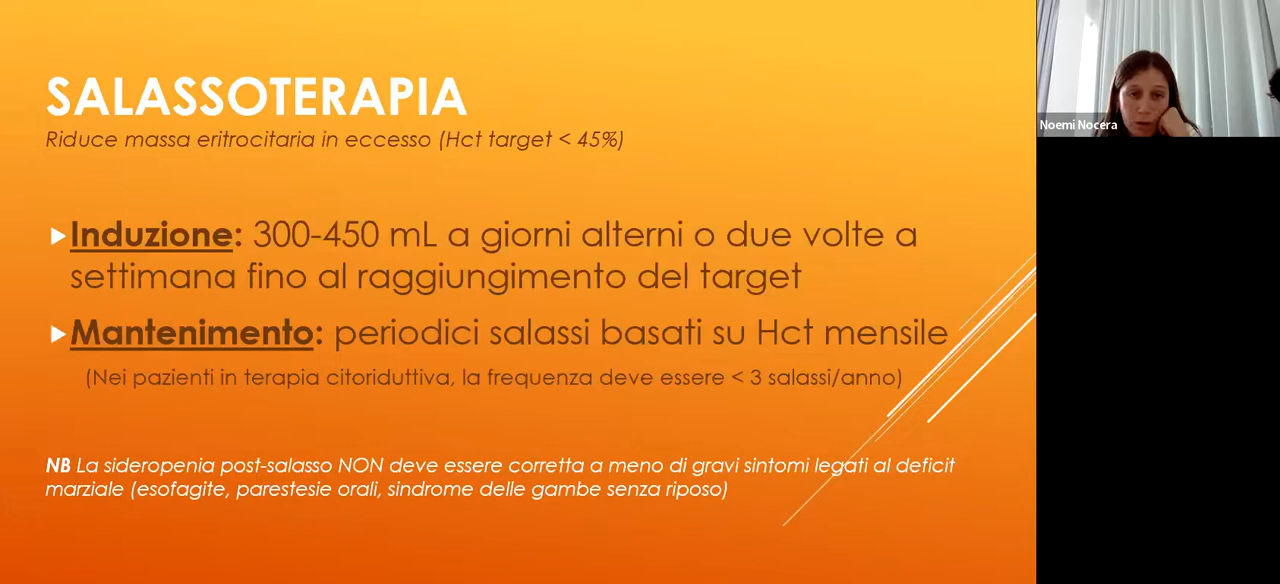 SALASSOTERAPIA
Riduce massa eritrocitaria in eccesso (Hct target < 45%)
Induzione: 300-450 mL a giorni alterni o due volte a
settimana fino al raggiungimento del target
Mantenimento: periodici salassi basati su Hct mensile
(Nei pazienti in terapia citoriduttiva, la frequenza deve essere < 3 salassi/anno)
NB La sideropenia post-salasso NON deve essere corretta a meno di gravi sintomi legati al deficit
marziale (esofagite, parestesie orali, sindrome delle gambe senza riposo)
Noemi Nocera